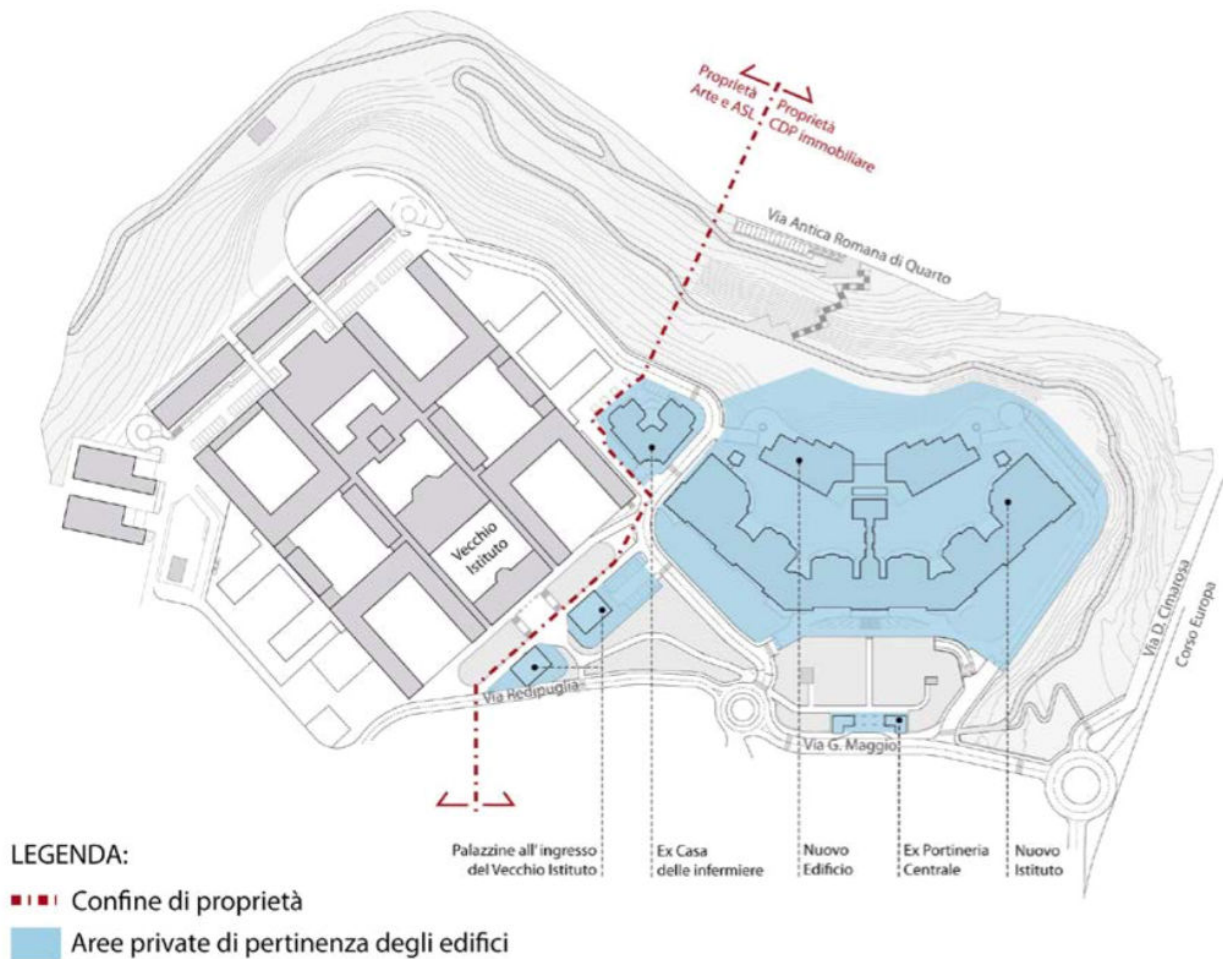 Proprietà
Arte e ASL
Proprietà
CDP immobiliare
Via Antica Romana di Quarto
Vecchio
Istituto
Via D. Cimarosa
Corso Europa
Via Redipuglia
Via G. Maggio
Palazzine all' ingresso
del Vecchio Istituto
Ex Casa
delle infermiere
Nuovo
Edificio
Ex Portineria
Centrale
Nuovo
Istituto
LEGENDA:
Confine di proprietà
Aree private di pertinenza degli edifici